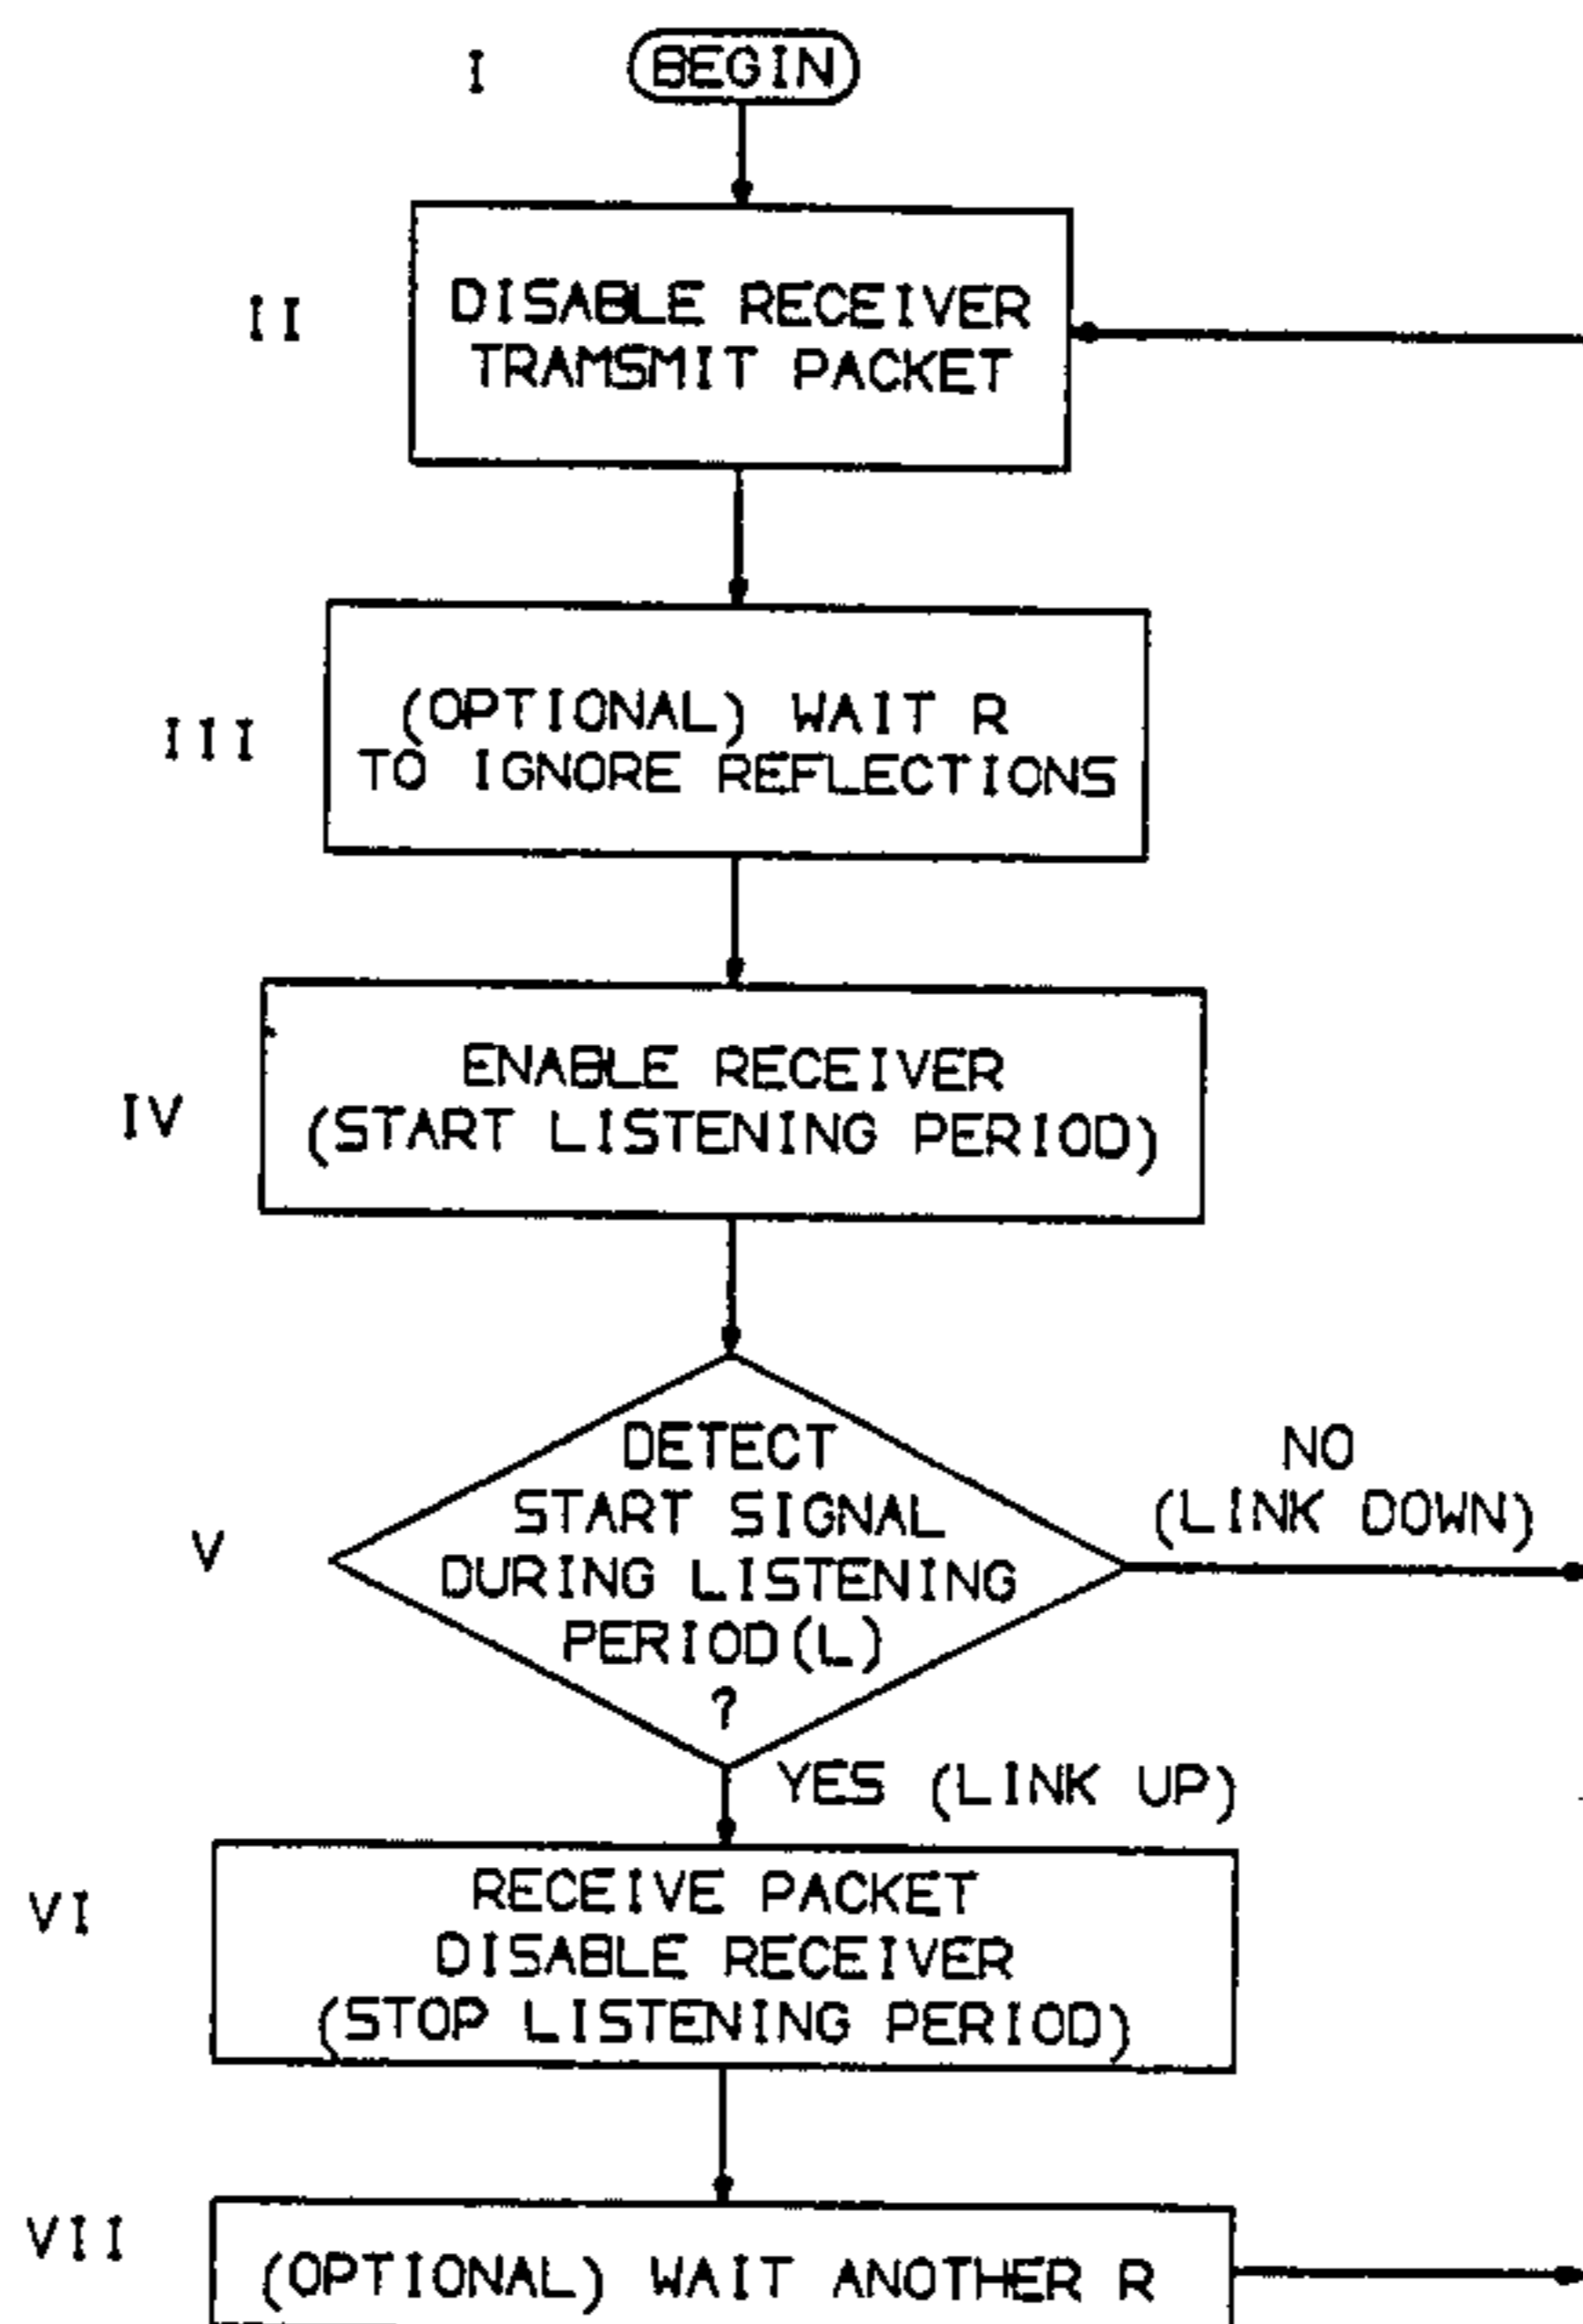 I
BEGIN
II
DISABLE RECEIVER
TRAMSMIT PACKET
III
(OPTIONAL) WAIT R
TO IGNORE REFLECTIONS
IV
ENABLE RECEIVER
(START LISTENING PERIOD)
V
DETECT
START SIGNAL
DURING LISTENING
PERIOD(L)
?
NO
(LINK DOWN)
YES (LINK UP)
VI
RECEIVE PACKET
DISABLE RECEIVER
(STOP LISTENING PERIOD)
VII
(OPTIONAL) WAIT ANOTHER R